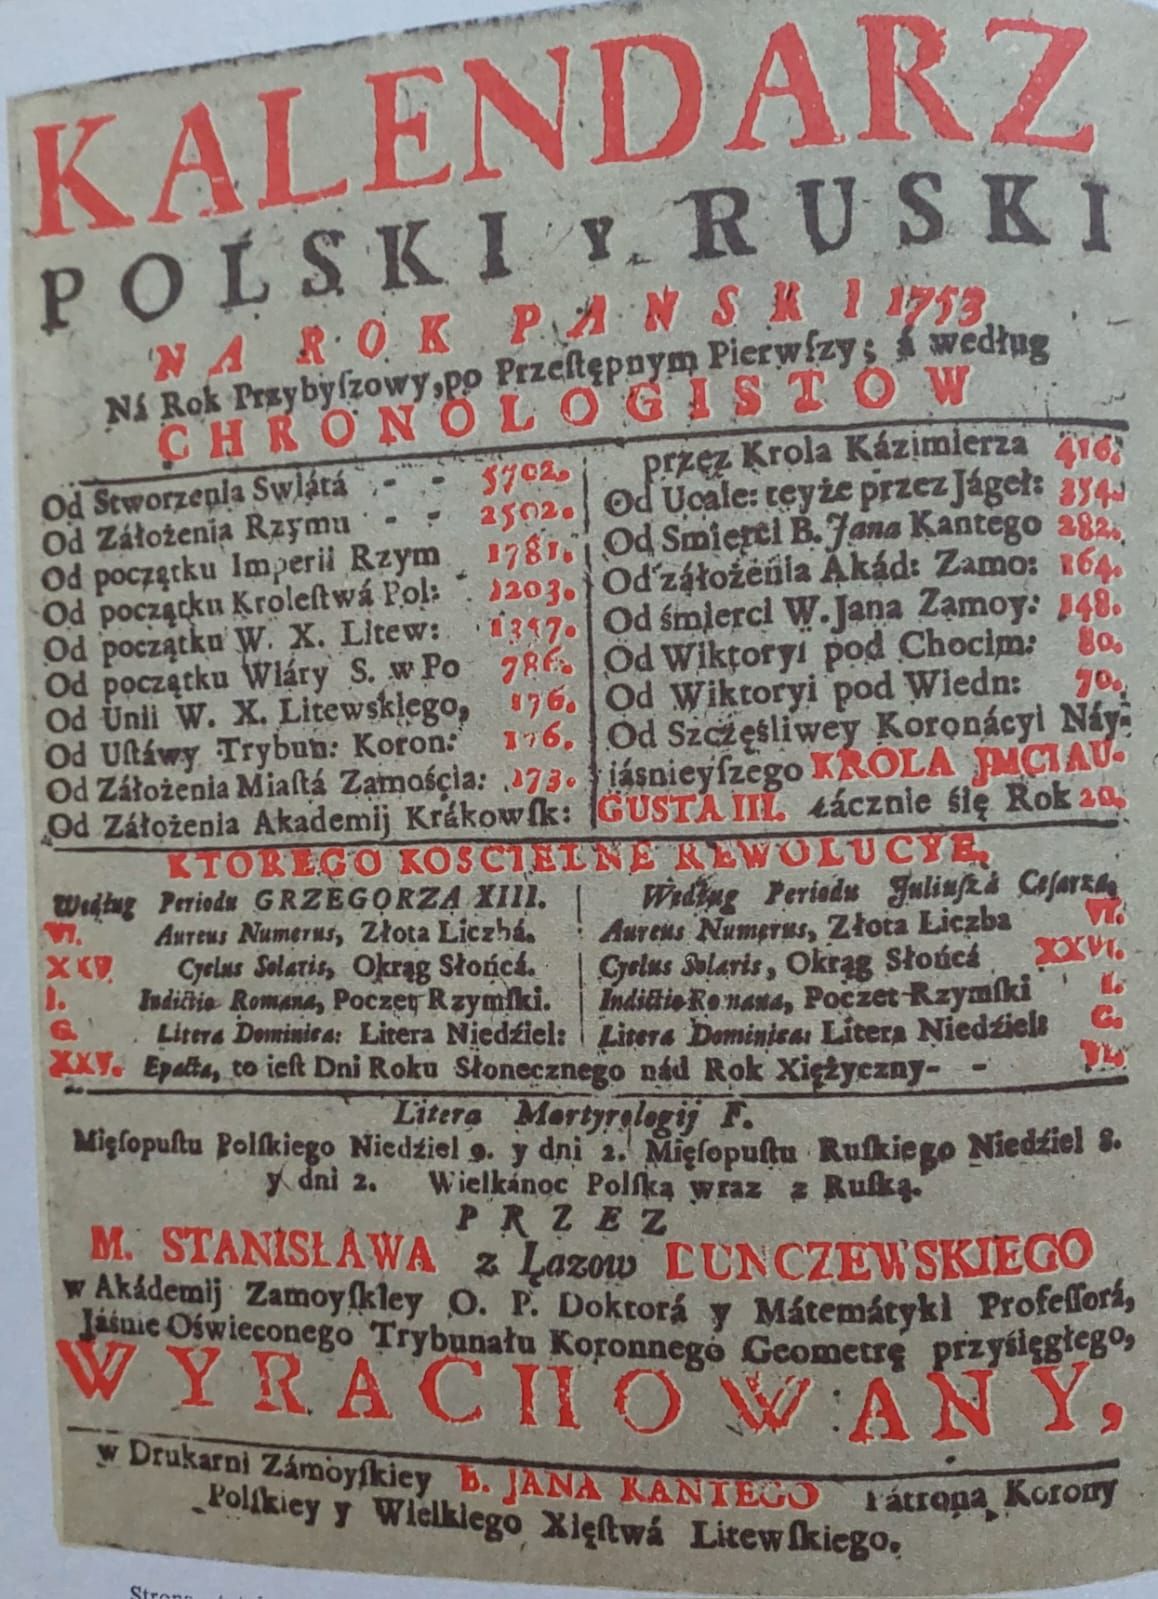 KALENDARZ
POLSKI Y RUSKI
NA ROK PANSKI 1753
Ná Rok Przybyſzowy, po Przeſtępnym Pierwſzy; á według
CHRONOLOGISTOW
Od Stworzenia Swiátá - - 5702.
Od Záłożenia Rzymu - - 2502.
Od początku Imperii Rzym 1781.
Od początku Kroleſtwá Pol: 1203.
Od początku W. X. Litew:
Od początku Wiáry S. w Po 786.
Od Unii W. X. Litewskiego, 176.
Od Uſtáwy Trybun: Koron: 176.
Od Záłożenia Miaſtá Zamościa: 173.
Od Záłożenia Akademij Krákowſk:
przez Krola Kázimierza 416.
Od Ucale: teyże przez Jágeł: 354.
Od Smierci B. Jana Kantego 282.
Od záłożenia Akád: Zamo: 164.
Od śmierci W. Jana Zamoy: 148.
Od Wiktoryi pod Chocim: 80.
Od Wiktoryi pod Wiedn: 70.
Od Szczęśliwey Koronácyi Náy-
iáśnieyſzego KROLA JMCI AU-
GUSTA III. łácznie się Rok 20.
KTOREGO KOSCIELNE REWOLUCYE.
Według Periodu GRZEGORZA XIII.
VI. Aureus Numerus, Złota Liczbá.
XXV Cyclus Solaris, Okrąg Słońcá.
I. Indictio Romana, Poczet Rzymſki.
G. Litera Dominica: Litera Niedźiel:
Według Periodu Juliuſzá Ceſarza,
Aureus Numerus, Złota Liczba VI.
Cyclus Solaris, Okrąg Słońcá XXVI.
Indictio Romana, Poczet Rzymſki I.
Litera Dominica: Litera Niedźiel: C.
XXV. Epacta, to ieſt Dni Roku Słonecznego nád Rok Xiężyczny- -
Litera Martyrologij F.
Mięſopuſtu Polſkiego Niedźiel 9. y dni 2. Mięſopuſtu Ruſkiego Niedźiel 8.
y dni 2. Wielkánoc Polſką wraz z Ruſką.
PRZEZ
M. STANISŁAWA z Łazow DUNCZEWSKIEGO
w Akádemij Zamoyſkiey O. P. Doktorá y Mátemátyki Profeſſorá,
Jáśnie Oświeconego Trybunału Koronnego Geometrę przyśięgłego,
WYRACHOWANY,
w Drukarni Zámoyſkiey B. JANA KANTEGO Pátrona Korony
Polſkiey y Wielkiego Xięſtwá Litewſkiego.